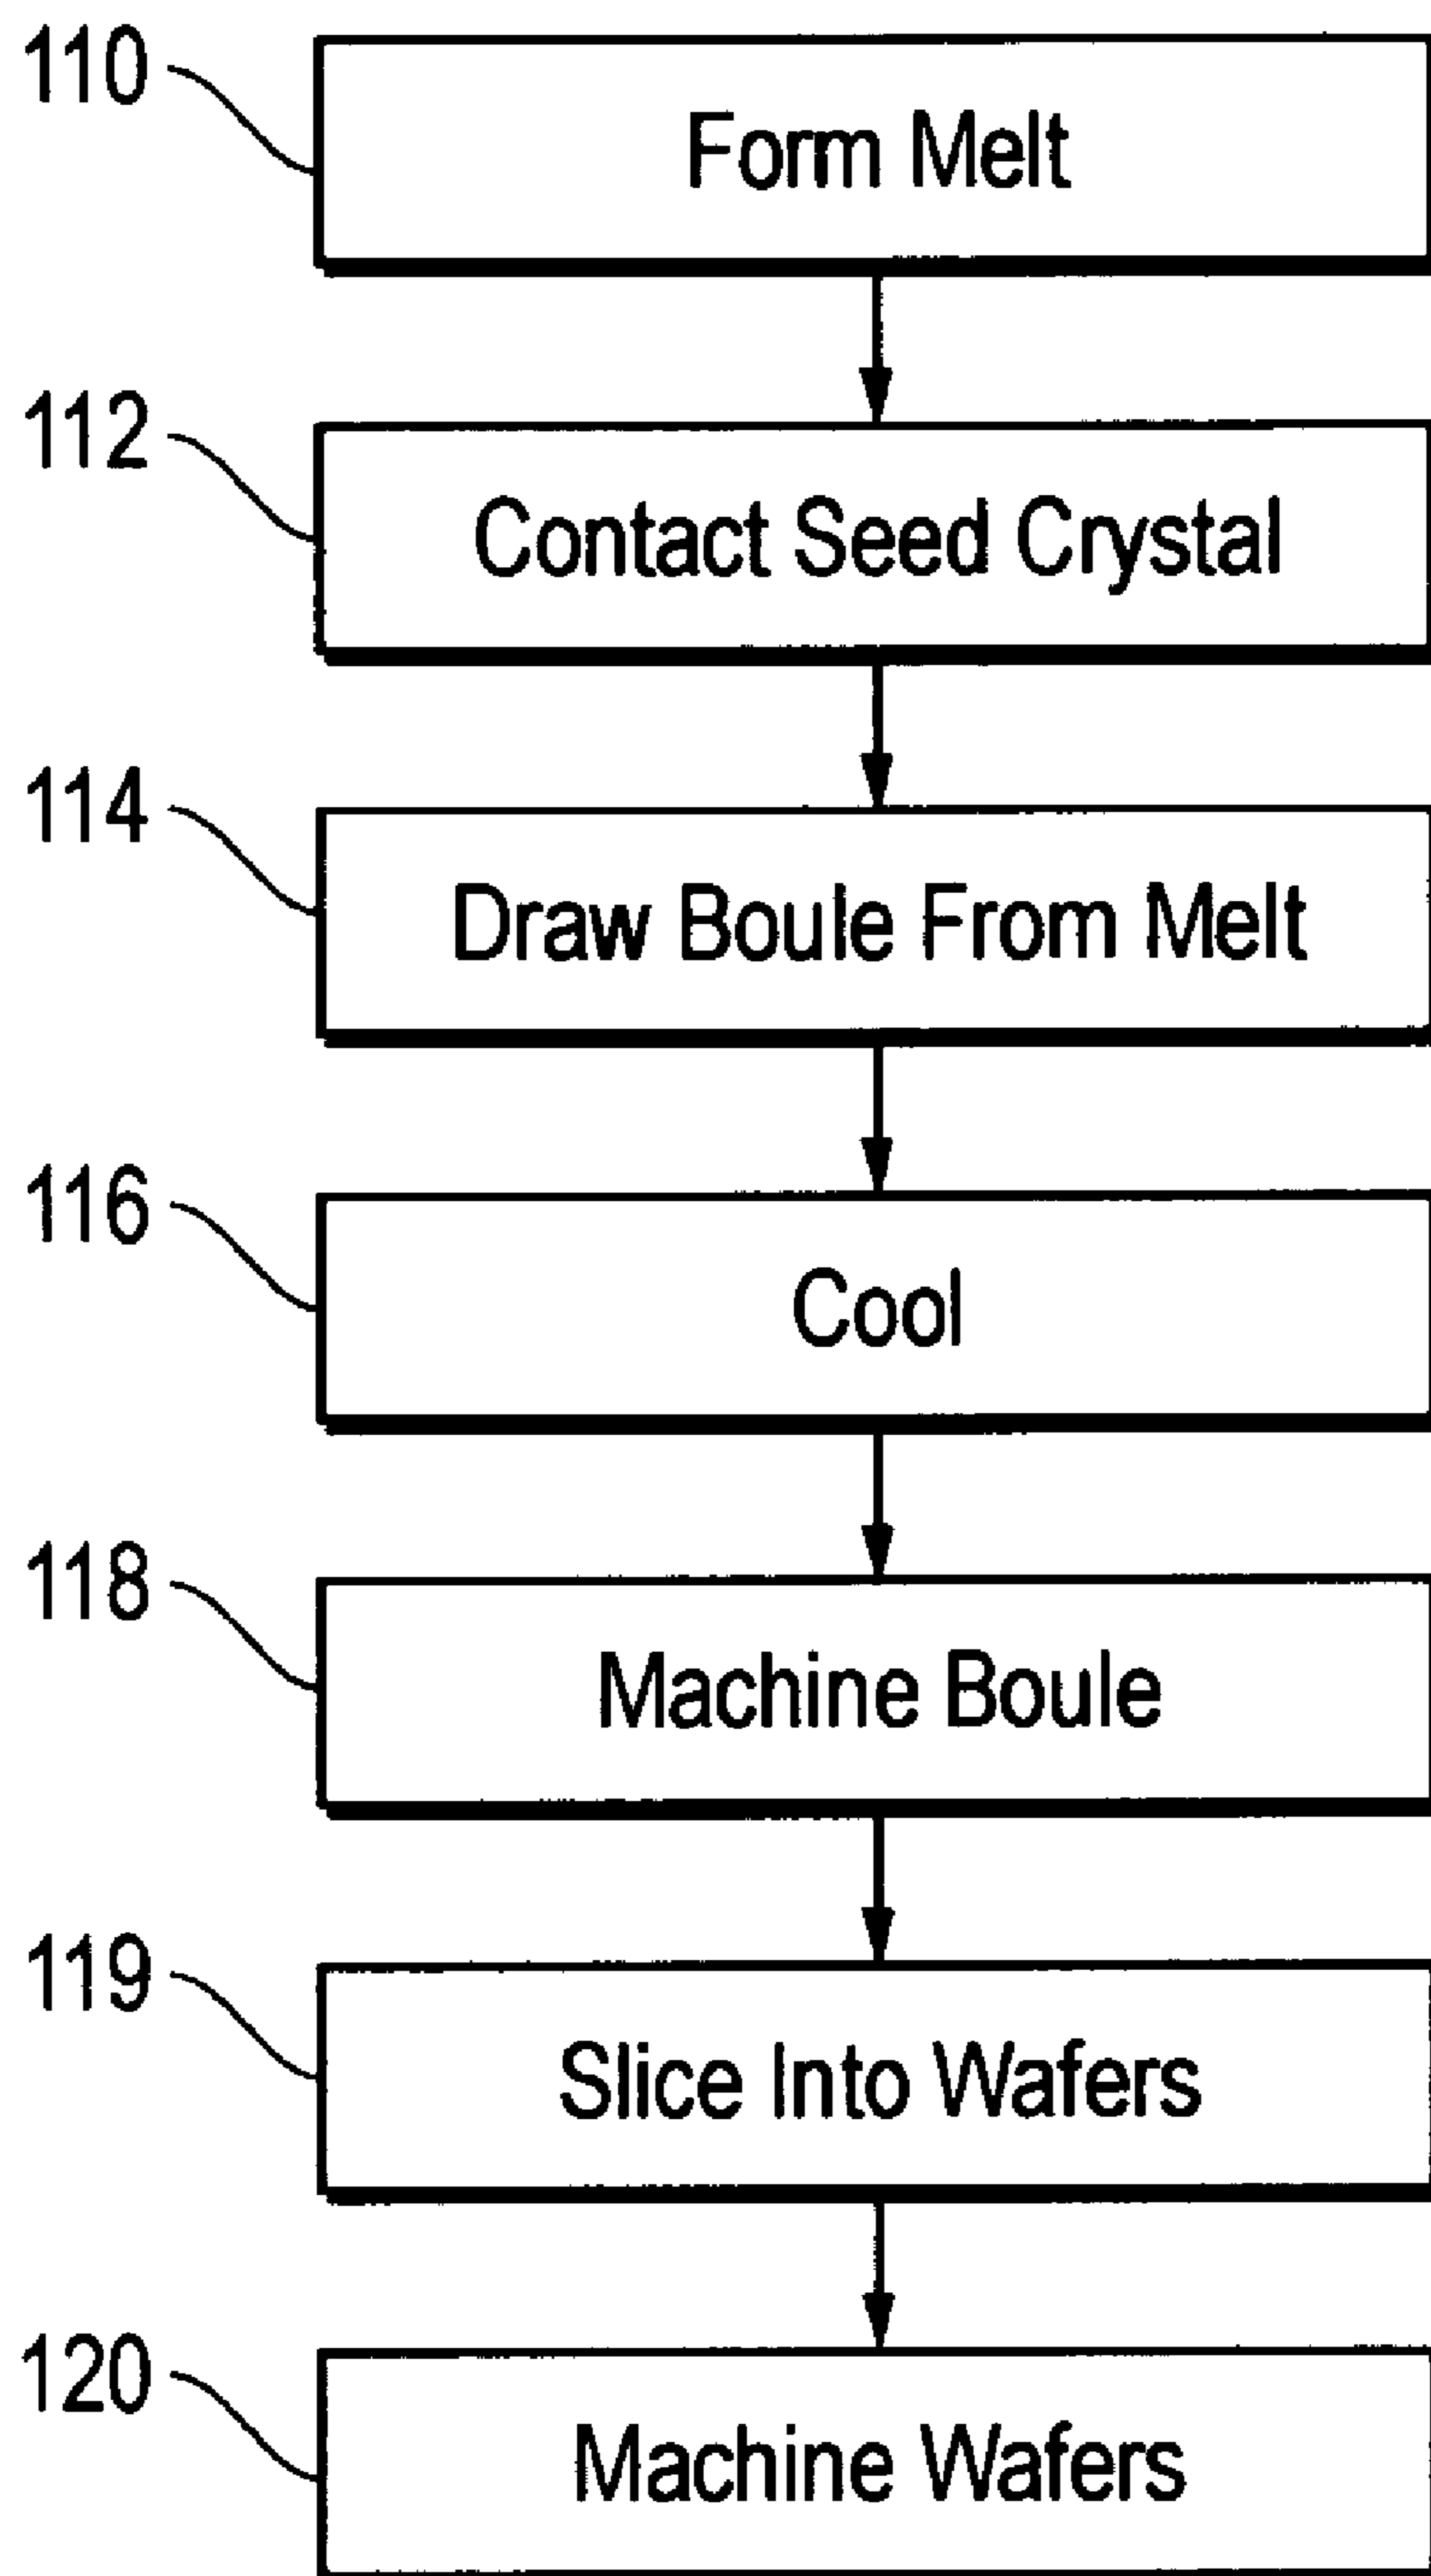 110
Form Melt
112
Contact Seed Crystal
114
Draw Boule From Melt
116
Cool
118
Machine Boule
119
Slice Into Wafers
120
Machine Wafers